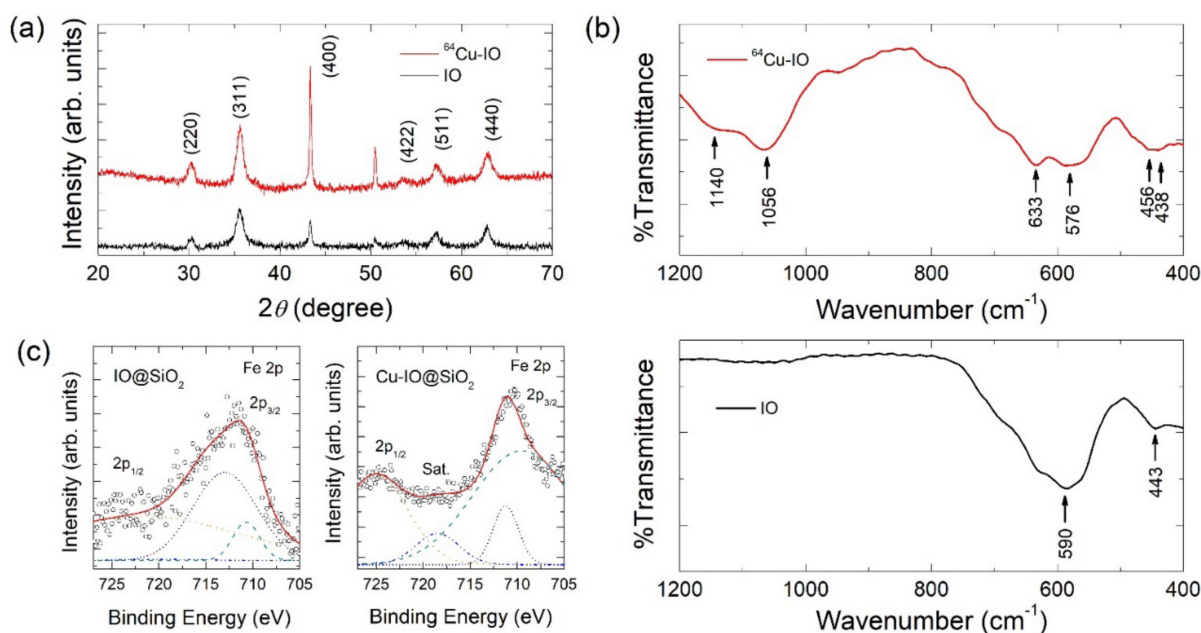 (a)
Intensity (arb. units)
⁶⁴Cu-IO
IO
(220)
(311)
(400)
(422)
(511)
(440)
20 30 40 50 60 70
2θ (degree)
(b)
%Transmittance
⁶⁴Cu-IO
1140
1056
633
576
456
438
1200 1000 800 600 400
Wavenumber (cm⁻¹)
%Transmittance
IO
590
443
1200 1000 800 600 400
Wavenumber (cm⁻¹)
(c)
Intensity (arb. units)
IO@SiO₂
Fe 2p
2p₃/₂
2p₁/₂
725 720 715 710 705
Binding Energy (eV)
Intensity (arb. units)
Cu-IO@SiO₂
Fe 2p
2p₃/₂
2p₁/₂
Sat.
725 720 715 710 705
Binding Energy (eV)